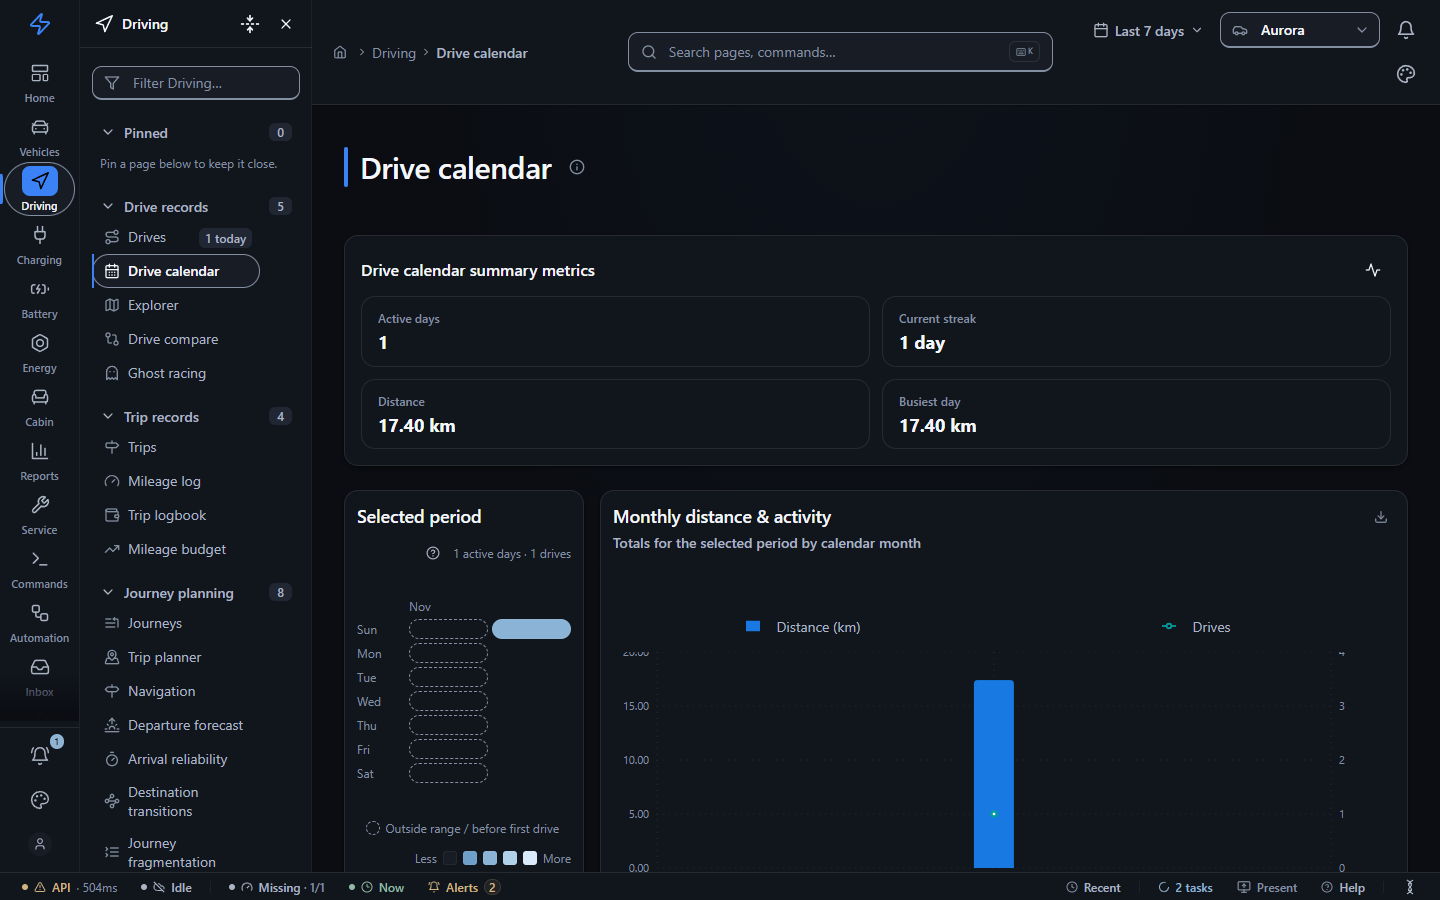 Driving
Home
Vehicles
Driving
Charging
Battery
Energy
Cabin
Reports
Service
Commands
Automation
Inbox
1
Filter Driving...
Pinned 0
Pin a page below to keep it close.
Drive records 5
Drives 1 today
Drive calendar
Explorer
Drive compare
Ghost racing
Trip records 4
Trips
Mileage log
Trip logbook
Mileage budget
Journey planning 8
Journeys
Trip planner
Navigation
Departure forecast
Arrival reliability
Destination
transitions
Journey
fragmentation
Driving Drive calendar
Search pages, commands... K
Last 7 days
Aurora
Drive calendar
Drive calendar summary metrics
Active days
1
Current streak
1 day
Distance
17.40 km
Busiest day
17.40 km
Selected period
1 active days · 1 drives
Nov
Sun
Mon
Tue
Wed
Thu
Fri
Sat
Outside range / before first drive
Less More
Monthly distance & activity
Totals for the selected period by calendar month
Distance (km) Drives
20.00 4
15.00 3
10.00 2
5.00 1
0.00 0
API · 504ms Idle Missing · 1/1 Now Alerts 2 Recent 2 tasks Present Help